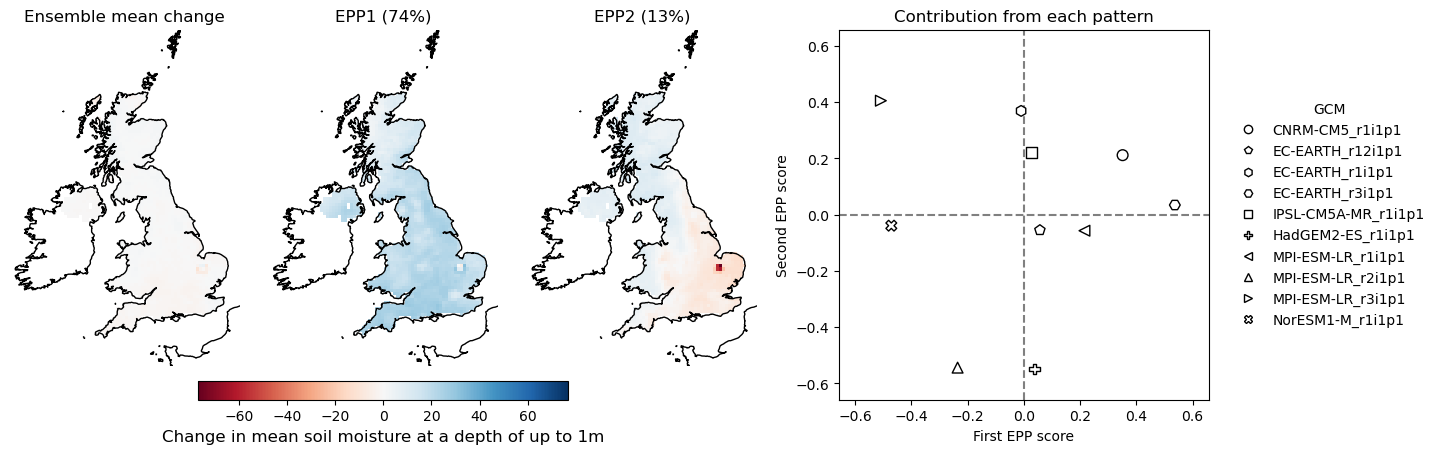 Ensemble mean change
EPP1 (74%)
EPP2 (13%)
−60 −40 −20 0 20 40 60
Change in mean soil moisture at a depth of up to 1m
Contribution from each pattern
0.6
0.4
0.2
0.0
−0.2
−0.4
−0.6
Second EPP score
−0.6 −0.4 −0.2 0.0 0.2 0.4 0.6
First EPP score
GCM
CNRM-CM5_r1i1p1
EC-EARTH_r12i1p1
EC-EARTH_r1i1p1
EC-EARTH_r3i1p1
IPSL-CM5A-MR_r1i1p1
HadGEM2-ES_r1i1p1
MPI-ESM-LR_r1i1p1
MPI-ESM-LR_r2i1p1
MPI-ESM-LR_r3i1p1
NorESM1-M_r1i1p1